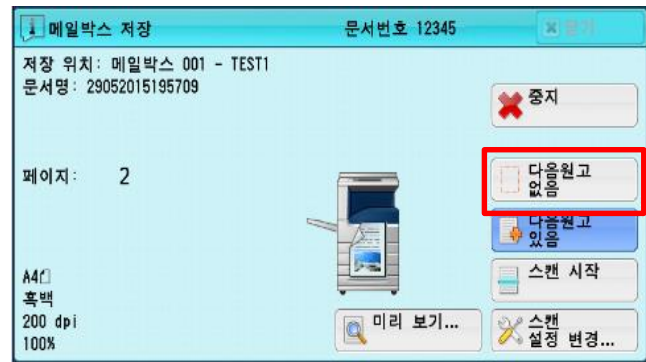 메일박스 저장
문서번호 12345
닫기
저장 위치: 메일박스 001 - TEST1
문서명: 29052015195709
중지
페이지: 2
다음원고
없음
다음원고
있음
A4
스캔 시작
흑백
200 dpi
미리 보기...
스캔
설정 변경...
100%